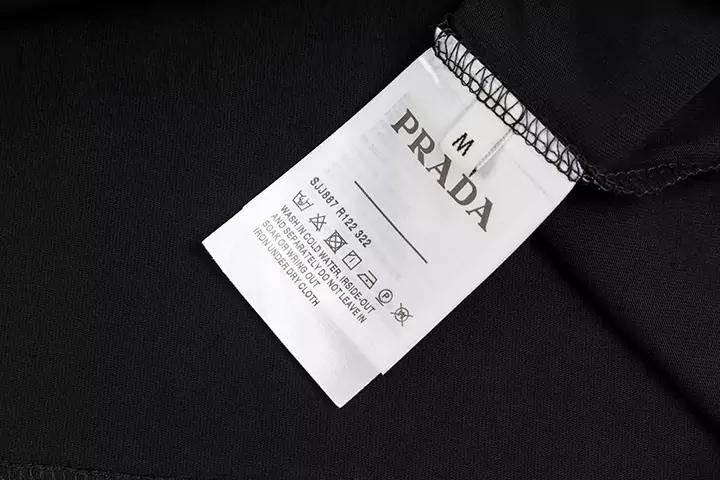 M
PRADA
SJJ887 R122 322
WASH IN COLD WATER, IRSIDE-OUT
AND SEPARATELY DO NOT LEAVE IN
SOAK OR WRING OUT
IRON UNDER DRY CLOTH